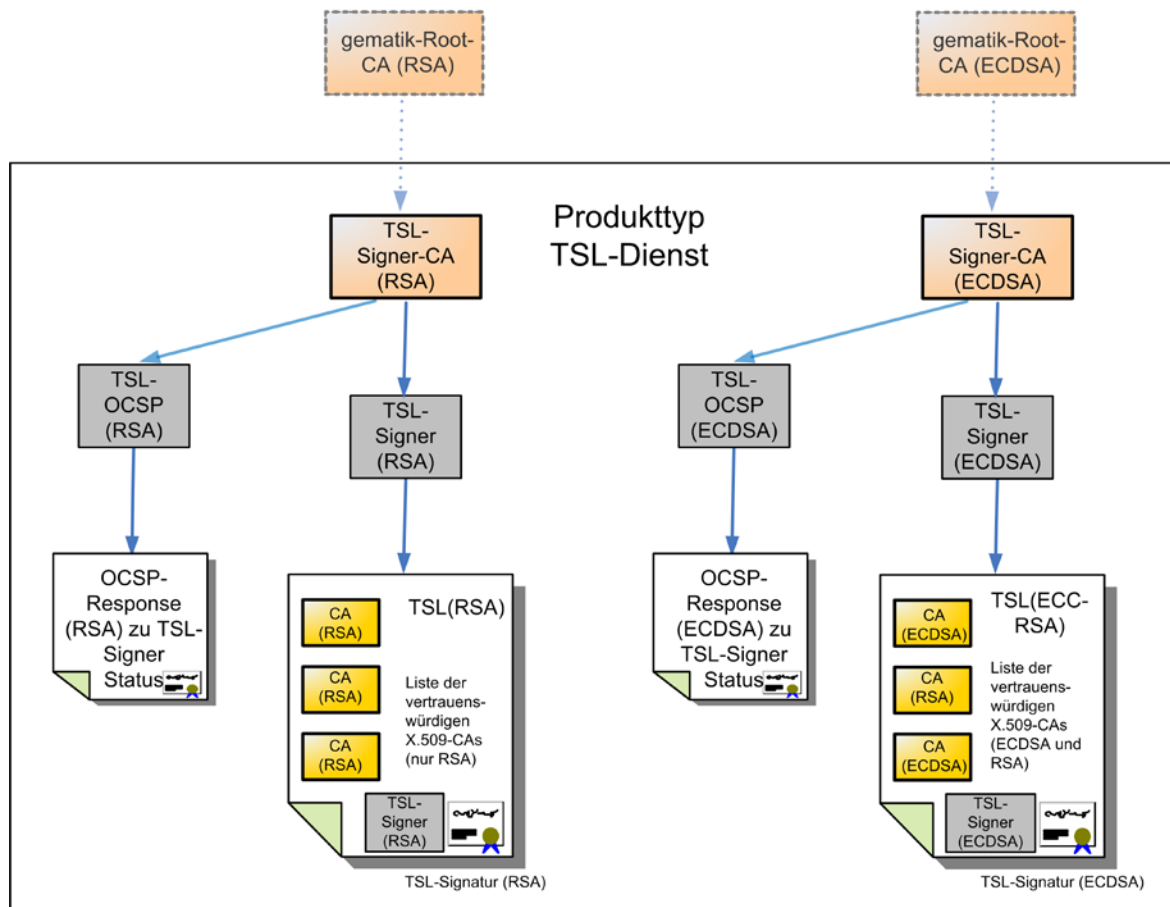 gematik-Root-
CA (RSA)
gematik-Root-
CA (ECDSA)
Produkttyp
TSL-Dienst
TSL-
Signer-CA
(RSA)
TSL-
Signer-CA
(ECDSA)
TSL-
OCSP
(RSA)
TSL-
Signer
(RSA)
TSL-
OCSP
(ECDSA)
TSL-
Signer
(ECDSA)
OCSP-
Response
(RSA) zu TSL-
Signer
Status
TSL(RSA)
CA
(RSA)
CA
(RSA)
CA
(RSA)
Liste der
vertrauens-
würdigen
X.509-CAs
(nur RSA)
TSL-
Signer
(RSA)
TSL-Signatur (RSA)
OCSP-
Response
(ECDSA) zu
TSL-Signer
Status
TSL(ECC-
RSA)
CA
(ECDSA)
CA
(RSA)
CA
(ECDSA)
Liste der
vertrauens-
würdigen
X.509-CAs
(ECDSA und
RSA)
TSL-
Signer
(ECDSA)
TSL-Signatur (ECDSA)